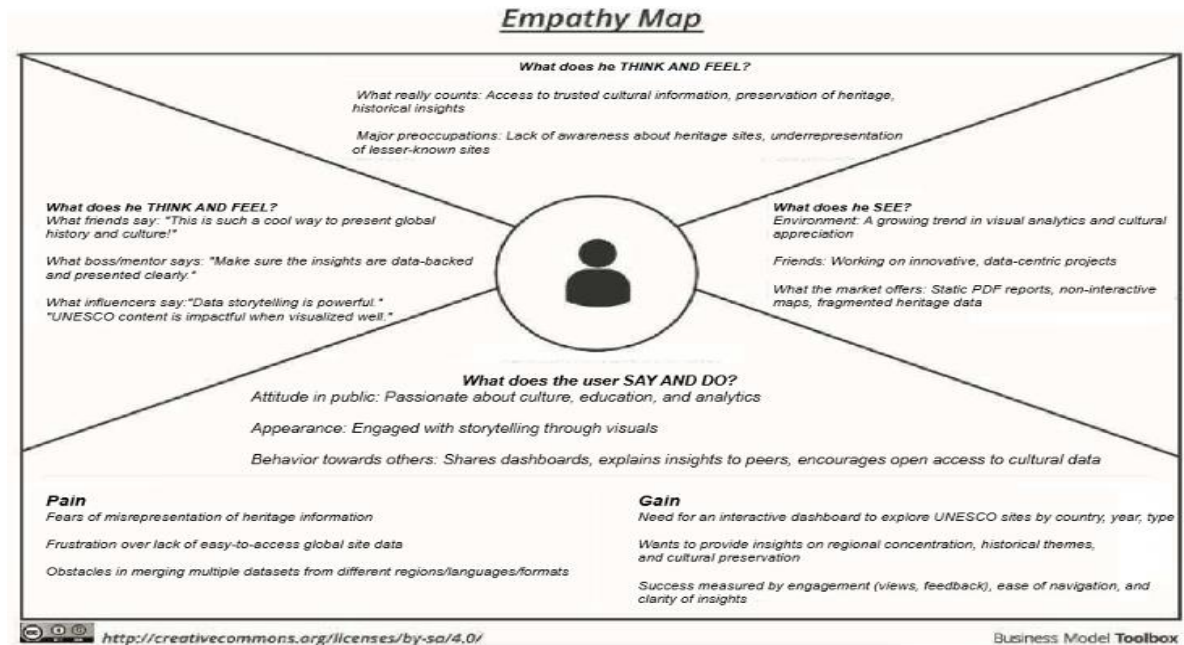 Empathy Map
What does he THINK AND FEEL?
What really counts: Access to trusted cultural information, preservation of heritage,
historical insights
Major preoccupations: Lack of awareness about heritage sites, underrepresentation
of lesser-known sites
What does he THINK AND FEEL?
What friends say: "This is such a cool way to present global
history and culture!"
What boss/mentor says: "Make sure the insights are data-backed
and presented clearly."
What influencers say:"Data storytelling is powerful."
"UNESCO content is impactful when visualized well."
What does he SEE?
Environment: A growing trend in visual analytics and cultural
appreciation
Friends: Working on innovative, data-centric projects
What the market offers: Static PDF reports, non-interactive
maps, fragmented heritage data
What does the user SAY AND DO?
Attitude in public: Passionate about culture, education, and analytics
Appearance: Engaged with storytelling through visuals
Behavior towards others: Shares dashboards, explains insights to peers, encourages open access to cultural data
Pain
Fears of misrepresentation of heritage information
Frustration over lack of easy-to-access global site data
Obstacles in merging multiple datasets from different regions/languages/formats
Gain
Need for an interactive dashboard to explore UNESCO sites by country, year, type
Wants to provide insights on regional concentration, historical themes,
and cultural preservation
Success measured by engagement (views, feedback), ease of navigation, and
clarity of insights
http://creativecommons.org/licenses/by-sa/4.0/
Business Model Toolbox